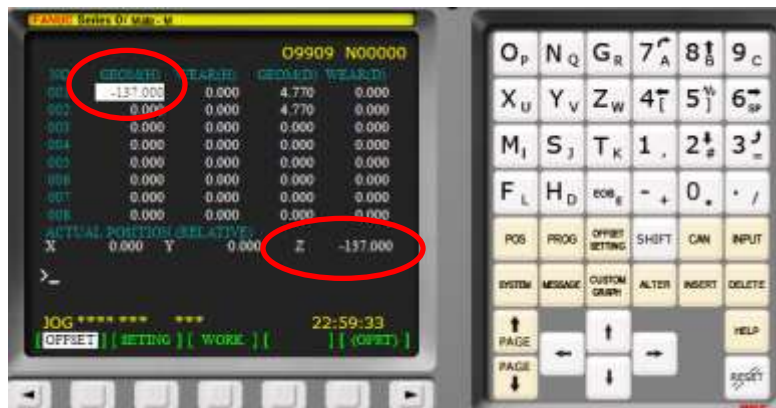 FANUC Series 0i Mate - M
O9909 N00000
NO. GEOM(H) WEAR(H) GEOM(D) WEAR(D)
001 -137.000 0.000 4.770 0.000
002 0.000 0.000 4.770 0.000
003 0.000 0.000 0.000 0.000
004 0.000 0.000 0.000 0.000
005 0.000 0.000 0.000 0.000
006 0.000 0.000 0.000 0.000
007 0.000 0.000 0.000 0.000
008 0.000 0.000 0.000 0.000
ACTUAL POSITION (RELATIVE)
X 0.000 Y 0.000 Z -137.000
>_
JOG **** *** *** 22:59:33
[ OFFSET ] [ SETING ] [ WORK ] [ ] [ (OPRT) ]
OP NQ GR 7A 8B 9C
XU YV ZW 4[ 5] 6SP
MI SJ TK 1, 2# 3=
FL HD EOBE -+ 0* ./
POS PROG OFFSET SETTING SHIFT CAN INPUT
SYSTEM MESSAGE CUSTOM GRAPH ALTER INSERT DELETE
PAGE HELP
PAGE RESET